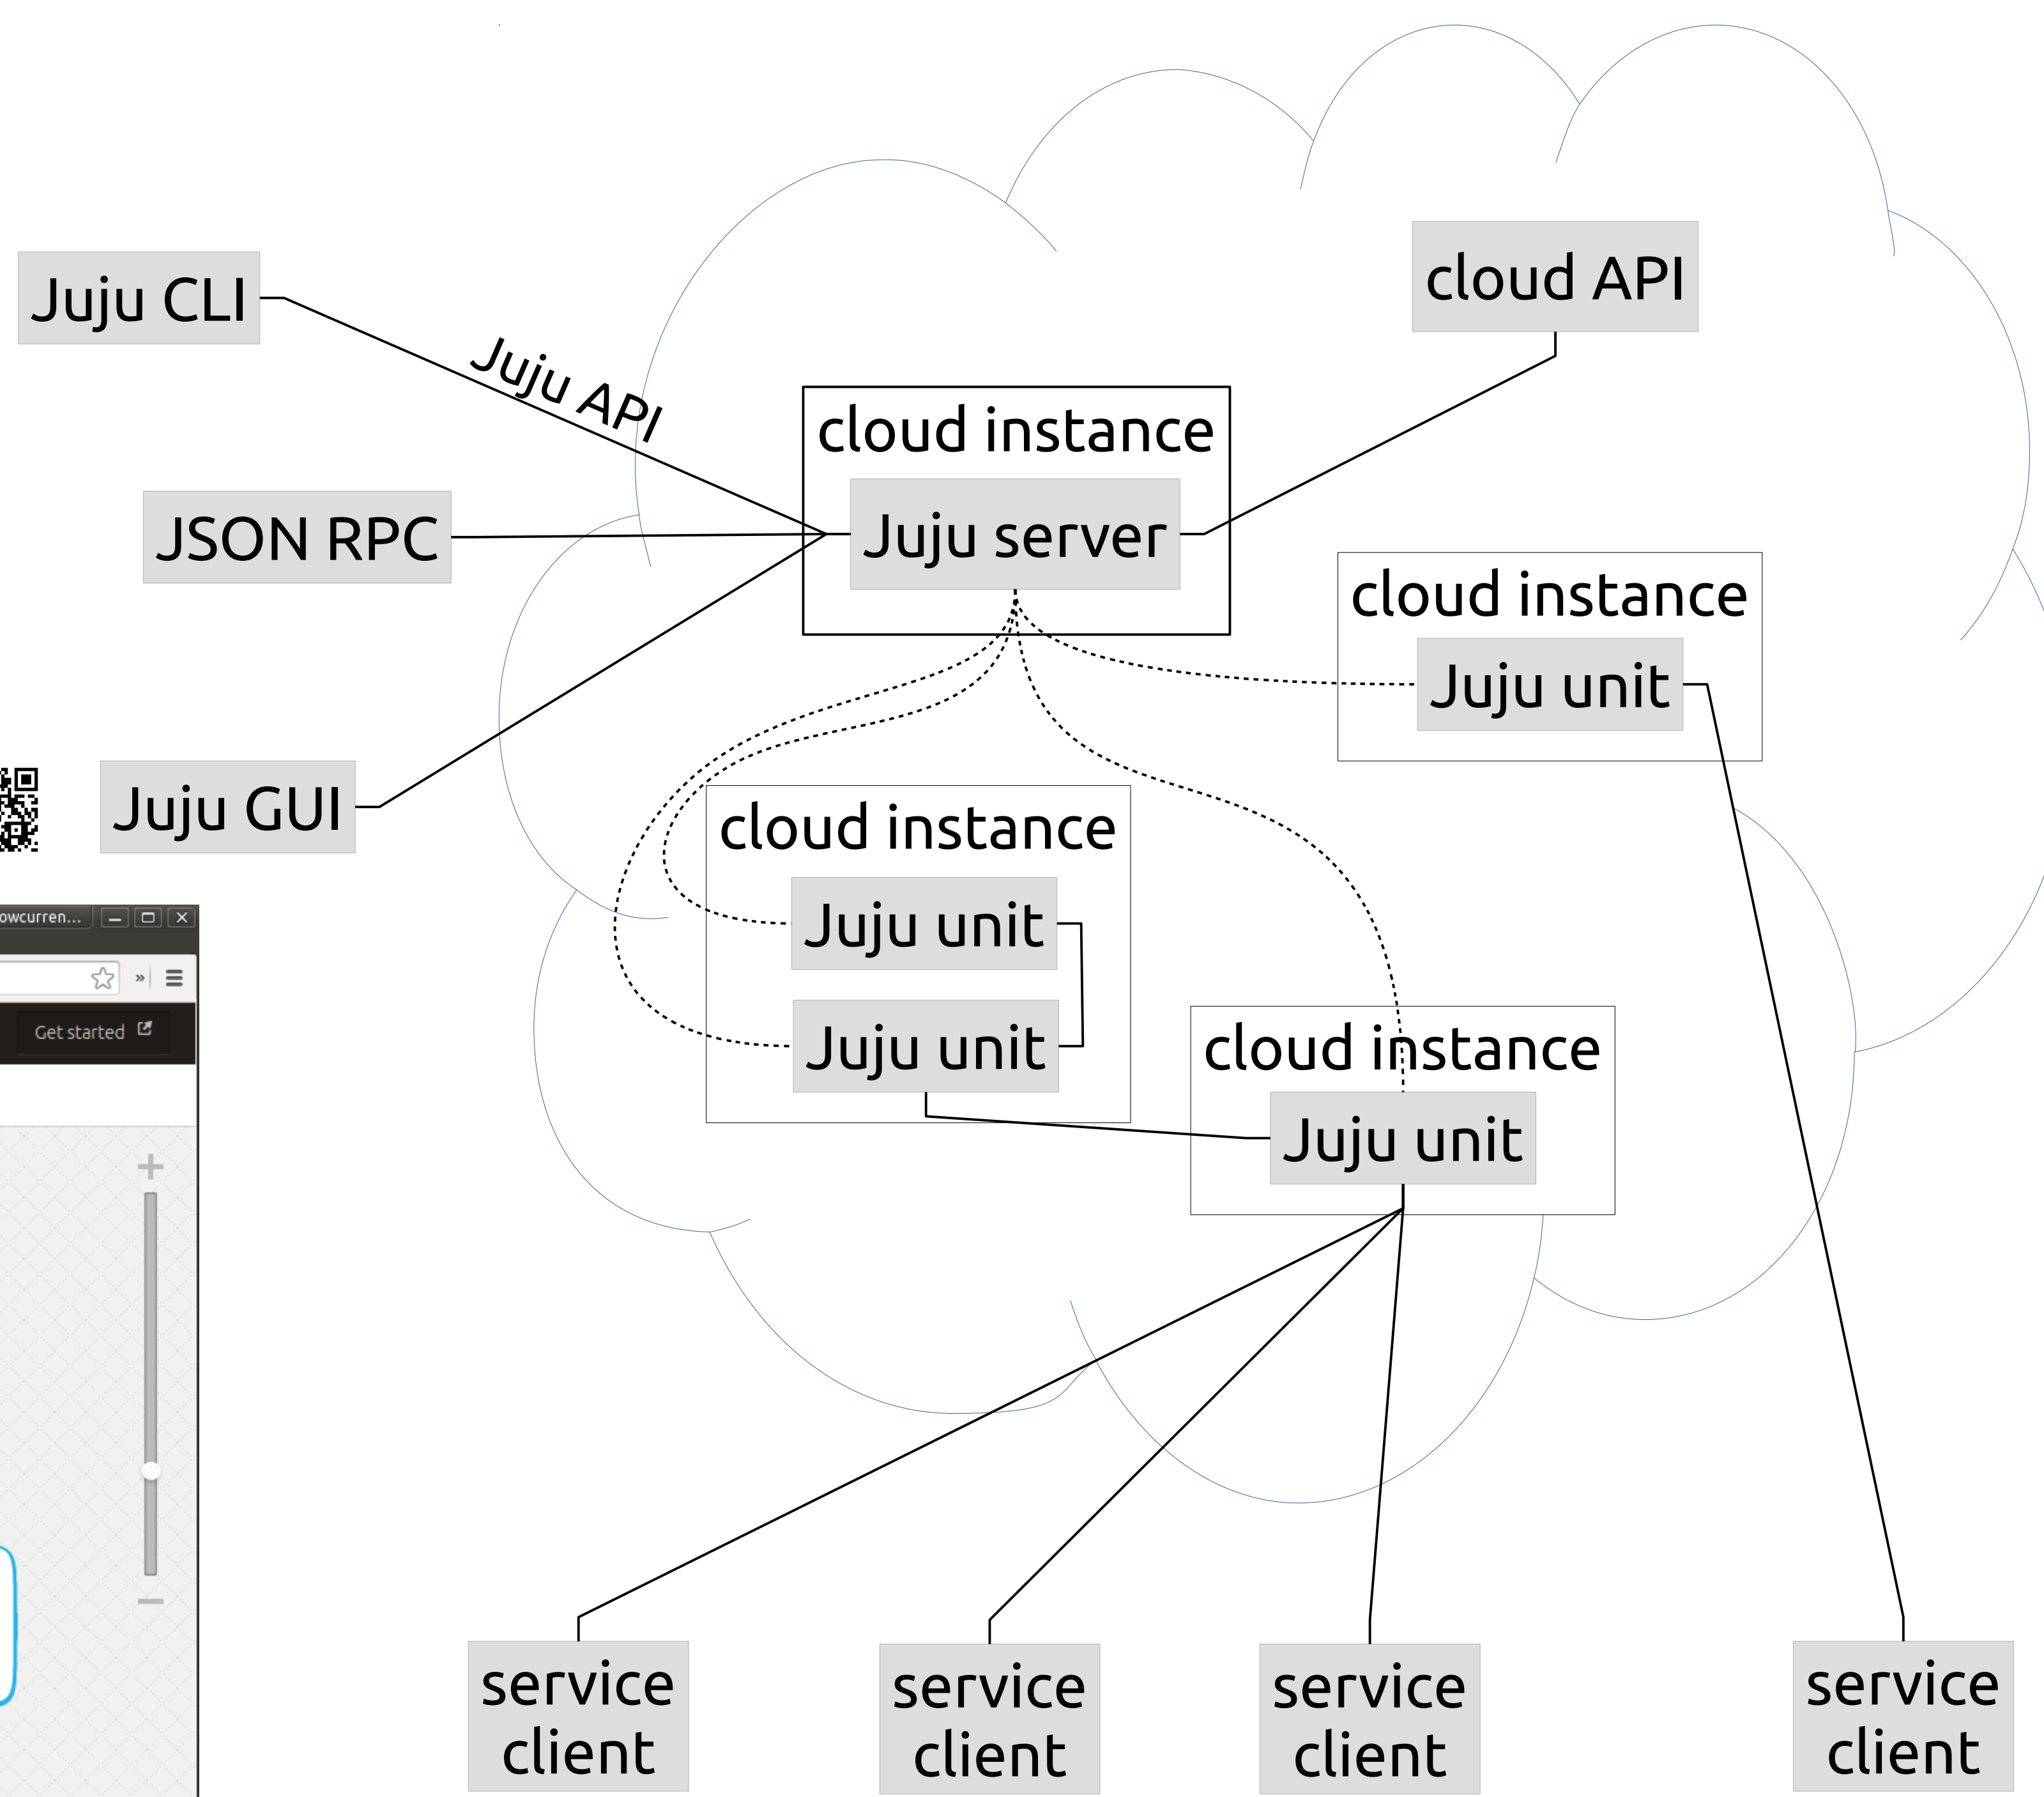 Juju CLI
Juju API
cloud API
cloud instance
Juju server
JSON RPC
cloud instance
Juju unit
Juju GUI
cloud instance
Juju unit
Juju unit
cloud instance
Juju unit
owcurren...
»
Get started
service
client
service
client
service
client
service
client